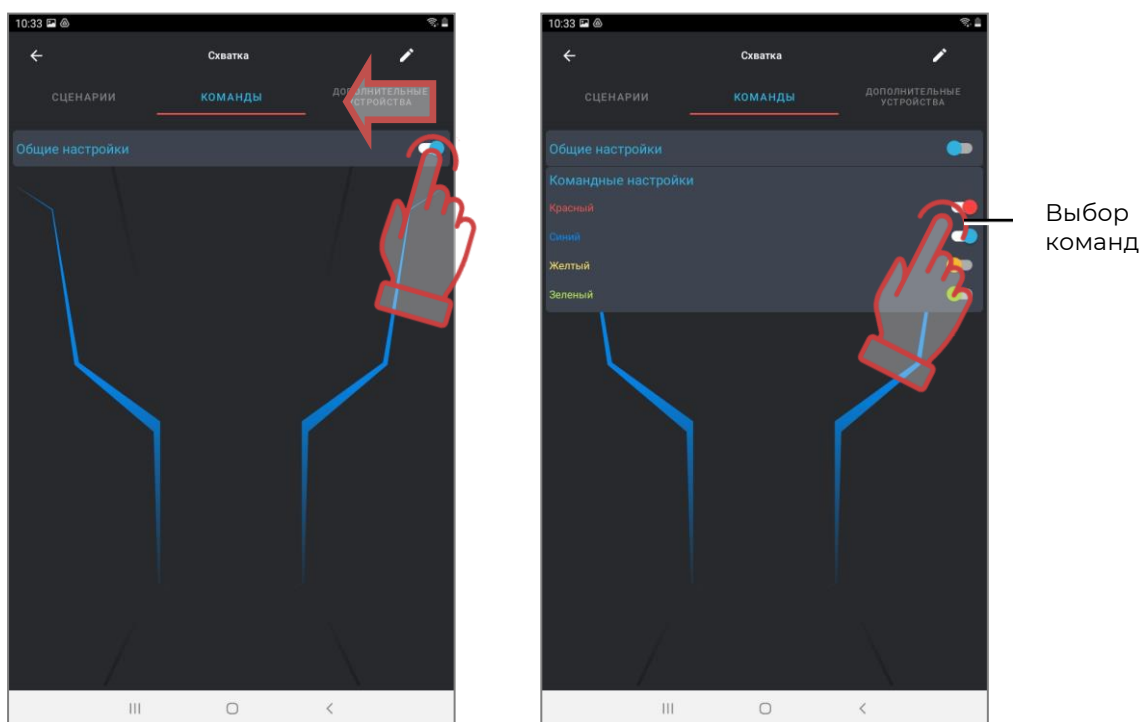 10:33
Схватка
СЦЕНАРИИ
КОМАНДЫ
ДОПОЛНИТЕЛЬНЫЕ
УСТРОЙСТВА
Общие настройки
10:33
Схватка
СЦЕНАРИИ
КОМАНДЫ
ДОПОЛНИТЕЛЬНЫЕ
УСТРОЙСТВА
Общие настройки
Командные настройки
Красный
Синий
Желтый
Зеленый
Выбор
команд